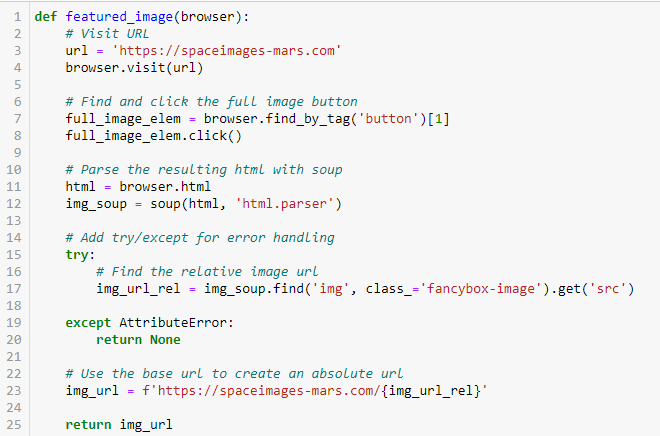 1 def featured_image(browser):
2     # Visit URL
3     url = 'https://spaceimages-mars.com'
4     browser.visit(url)
5
6     # Find and click the full image button
7     full_image_elem = browser.find_by_tag('button')[1]
8     full_image_elem.click()
9
10     # Parse the resulting html with soup
11     html = browser.html
12     img_soup = soup(html, 'html.parser')
13
14     # Add try/except for error handling
15     try:
16         # Find the relative image url
17         img_url_rel = img_soup.find('img', class_='fancybox-image').get('src')
18
19     except AttributeError:
20         return None
21
22     # Use the base url to create an absolute url
23     img_url = f'https://spaceimages-mars.com/{img_url_rel}'
24
25     return img_url